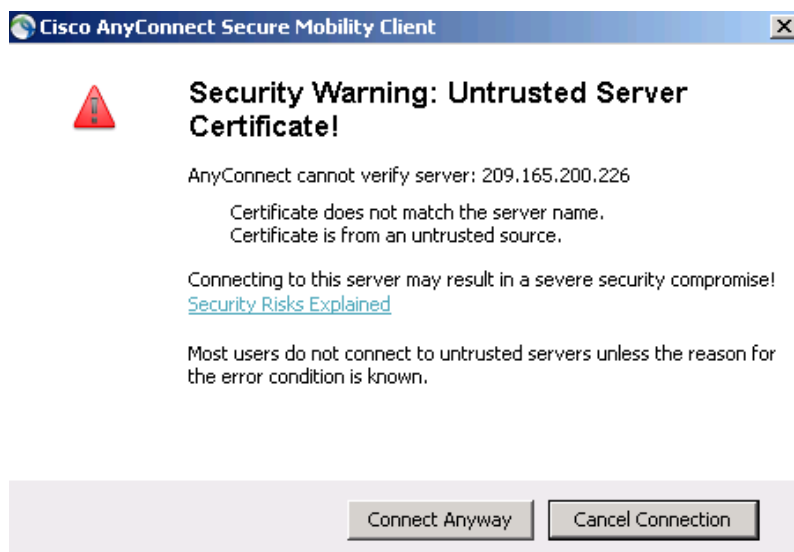 Cisco AnyConnect Secure Mobility Client
Security Warning: Untrusted Server
Certificate!
AnyConnect cannot verify server: 209.165.200.226
Certificate does not match the server name.
Certificate is from an untrusted source.
Connecting to this server may result in a severe security compromise!
Security Risks Explained
Most users do not connect to untrusted servers unless the reason for
the error condition is known.
Connect Anyway Cancel Connection